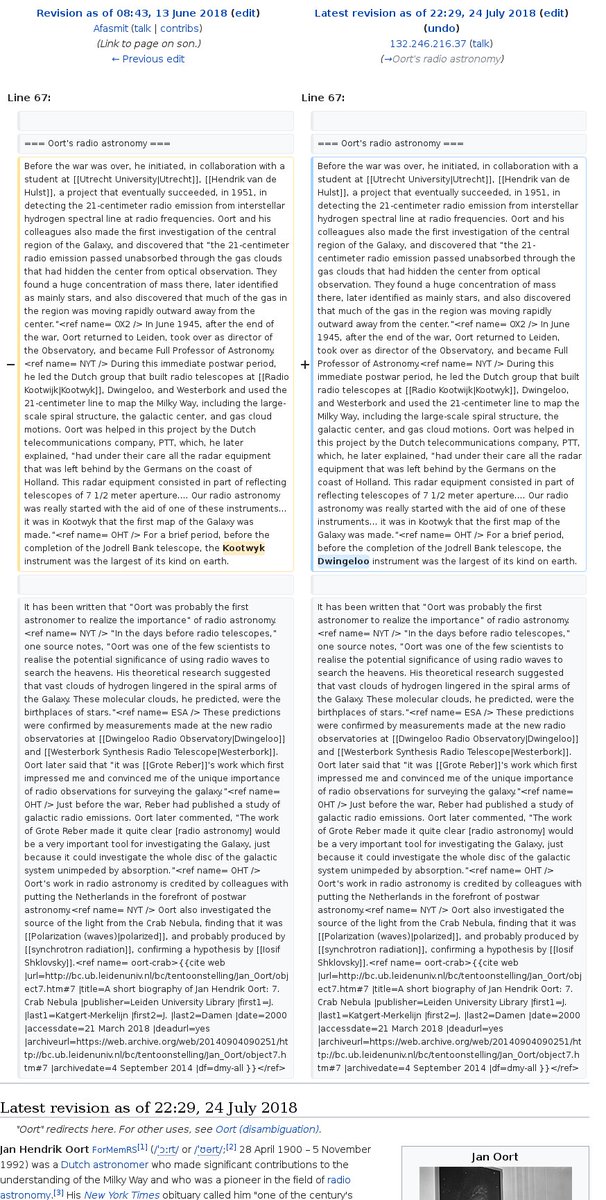 Revision as of 08:43, 13 June 2018 (edit)
Afasmit (talk | contribs)
(Link to page on son.)
← Previous edit
Latest revision as of 22:29, 24 July 2018 (edit)
(undo)
132.246.216.37 (talk)
(→Oort's radio astronomy)
Line 67:
Line 67:
=== Oort's radio astronomy ===
=== Oort's radio astronomy ===
−
Before the war was over, he initiated, in collaboration with a
student at [[Utrecht University|Utrecht]], [[Hendrik van de
Hulst]], a project that eventually succeeded, in 1951, in
detecting the 21-centimeter radio emission from interstellar
hydrogen spectral line at radio frequencies. Oort and his
colleagues also made the first investigation of the central
region of the Galaxy, and discovered that "the 21-centimeter
radio emission passed unabsorbed through the gas clouds
that had hidden the center from optical observation. They
found a huge concentration of mass there, later identified
as mainly stars, and also discovered that much of the gas in
the region was moving rapidly outward away from the
center."<ref name= OX2 /> In June 1945, after the end of
the war, Oort returned to Leiden, took over as director of
the Observatory, and became Full Professor of Astronomy.
<ref name= NYT /> During this immediate postwar period,
he led the Dutch group that built radio telescopes at [[Radio
Kootwijk|Kootwyk]], Dwingeloo, and Westerbork and used the
21-centimeter line to map the Milky Way, including the large-
scale spiral structure, the galactic center, and gas cloud
motions. Oort was helped in this project by the Dutch
telecommunications company, PTT, which, he later
explained, "had under their care all the radar equipment
that was left behind by the Germans on the coast of
Holland. This radar equipment consisted in part of reflecting
telescopes of 7 1/2 meter aperture.... Our radio astronomy
was really started with the aid of one of these instruments...
it was in Kootwyk that the first map of the Galaxy was
made."<ref name= OHT /> For a brief period, before the
completion of the Jodrell Bank telescope, the Kootwyk
instrument was the largest of its kind on earth.
+
Before the war was over, he initiated, in collaboration with a
student at [[Utrecht University|Utrecht]], [[Hendrik van de
Hulst]], a project that eventually succeeded, in 1951, in
detecting the 21-centimeter radio emission from interstellar
hydrogen spectral line at radio frequencies. Oort and his
colleagues also made the first investigation of the central
region of the Galaxy, and discovered that "the 21-
centimeter radio emission passed unabsorbed through the
gas clouds that had hidden the center from optical
observation. They found a huge concentration of mass
there, later identified as mainly stars, and also discovered
that much of the gas in the region was moving rapidly
outward away from the center."<ref name= OX2 /> In June
1945, after the end of the war, Oort returned to Leiden,
took over as director of the Observatory, and became Full
Professor of Astronomy.<ref name= NYT /> During this
immediate postwar period, he led the Dutch group that built
radio telescopes at [[Radio Kootwijk|Kootwyk]], Dwingeloo,
and Westerbork and used the 21-centimeter line to map the
Milky Way, including the large-scale spiral structure, the
galactic center, and gas cloud motions. Oort was helped in
this project by the Dutch telecommunications company, PTT,
which, he later explained, "had under their care all the radar
equipment that was left behind by the Germans on the
coast of Holland. This radar equipment consisted in part of
reflecting telescopes of 7 1/2 meter aperture.... Our radio
astronomy was really started with the aid of one of these
instruments... it was in Kootwyk that the first map of the
Galaxy was made."<ref name= OHT /> For a brief period,
before the completion of the Jodrell Bank telescope, the
Dwingeloo instrument was the largest of its kind on earth.
It has been written that "Oort was probably the first
astronomer to realize the importance" of radio astronomy.
<ref name= NYT /> "In the days before radio telescopes,"
one source notes, "Oort was one of the few scientists to
realise the potential significance of using radio waves to
search the heavens. His theoretical research suggested
that vast clouds of hydrogen lingered in the spiral arms of
the Galaxy. These molecular clouds, he predicted, were the
birthplaces of stars."<ref name= ESA /> These predictions
were confirmed by measurements made at the new radio
observatories at [[Dwingeloo Radio Observatory|Dwingeloo]]
and [[Westerbork Synthesis Radio Telescope|Westerbork]].
Oort later said that "it was [[Grote Reber]]'s work which first
impressed me and convinced me of the unique importance
of radio observations for surveying the galaxy."<ref name=
OHT /> Just before the war, Reber had published a study of
galactic radio emissions. Oort later commented, "The work
of Grote Reber made it quite clear [radio astronomy] would
be a very important tool for investigating the Galaxy, just
because it could investigate the whole disc of the galactic
system unimpeded by absorption."<ref name= OHT />
Oort's work in radio astronomy is credited by colleagues with
putting the Netherlands in the forefront of postwar
astronomy.<ref name= NYT /> Oort also investigated the
source of the light from the Crab Nebula, finding that it was
[[Polarization (waves)|polarized]], and probably produced by
[[synchrotron radiation]], confirming a hypothesis by [[Iosif
Shklovsky]].<ref name= oort-crab>{{cite web
|url=http://bc.ub.leidenuniv.nl/bc/tentoonstelling/Jan_Oort/obj
ect7.htm#7 |title=A short biography of Jan Hendrik Oort: 7.
Crab Nebula |publisher=Leiden University Library |first1=J.
|last1=Katgert-Merkelijn |first2=J. |last2=Damen |date=2000
|accessdate=21 March 2018 |deadurl=yes
|archiveurl=https://web.archive.org/web/20140904090251/ht
tp://bc.ub.leidenuniv.nl/bc/tentoonstelling/Jan_Oort/object7.h
tm#7 |archivedate=4 September 2014 |df=dmy-all }}</ref>
It has been written that "Oort was probably the first
astronomer to realize the importance" of radio astronomy.
<ref name= NYT /> "In the days before radio telescopes,"
one source notes, "Oort was one of the few scientists to
realise the potential significance of using radio waves to
search the heavens. His theoretical research suggested
that vast clouds of hydrogen lingered in the spiral arms of
the Galaxy. These molecular clouds, he predicted, were the
birthplaces of stars."<ref name= ESA /> These predictions
were confirmed by measurements made at the new radio
observatories at [[Dwingeloo Radio Observatory|Dwingeloo]]
and [[Westerbork Synthesis Radio Telescope|Westerbork]].
Oort later said that "it was [[Grote Reber]]'s work which first
impressed me and convinced me of the unique importance
of radio observations for surveying the galaxy."<ref name=
OHT /> Just before the war, Reber had published a study of
galactic radio emissions. Oort later commented, "The work
of Grote Reber made it quite clear [radio astronomy] would
be a very important tool for investigating the Galaxy, just
because it could investigate the whole disc of the galactic
system unimpeded by absorption."<ref name= OHT />
Oort's work in radio astronomy is credited by colleagues with
putting the Netherlands in the forefront of postwar
astronomy.<ref name= NYT /> Oort also investigated the
source of the light from the Crab Nebula, finding that it was
[[Polarization (waves)|polarized]], and probably produced by
[[synchrotron radiation]], confirming a hypothesis by [[Iosif
Shklovsky]].<ref name= oort-crab>{{cite web
|url=http://bc.ub.leidenuniv.nl/bc/tentoonstelling/Jan_Oort/obj
ect7.htm#7 |title=A short biography of Jan Hendrik Oort: 7.
Crab Nebula |publisher=Leiden University Library |first1=J.
|last1=Katgert-Merkelijn |first2=J. |last2=Damen |date=2000
|accessdate=21 March 2018 |deadurl=yes
|archiveurl=https://web.archive.org/web/20140904090251/ht
tp://bc.ub.leidenuniv.nl/bc/tentoonstelling/Jan_Oort/object7.h
tm#7 |archivedate=4 September 2014 |df=dmy-all }}</ref>
Latest revision as of 22:29, 24 July 2018
"Oort" redirects here. For other uses, see Oort (disambiguation).
Jan Hendrik Oort ForMemRS[1] (/ˈɔːrt/ or /ˈʊərt/;[2] 28 April 1900 – 5 November
1992) was a Dutch astronomer who made significant contributions to the
understanding of the Milky Way and who was a pioneer in the field of radio
astronomy.[3] His New York Times obituary called him "one of the century's
Jan Oort